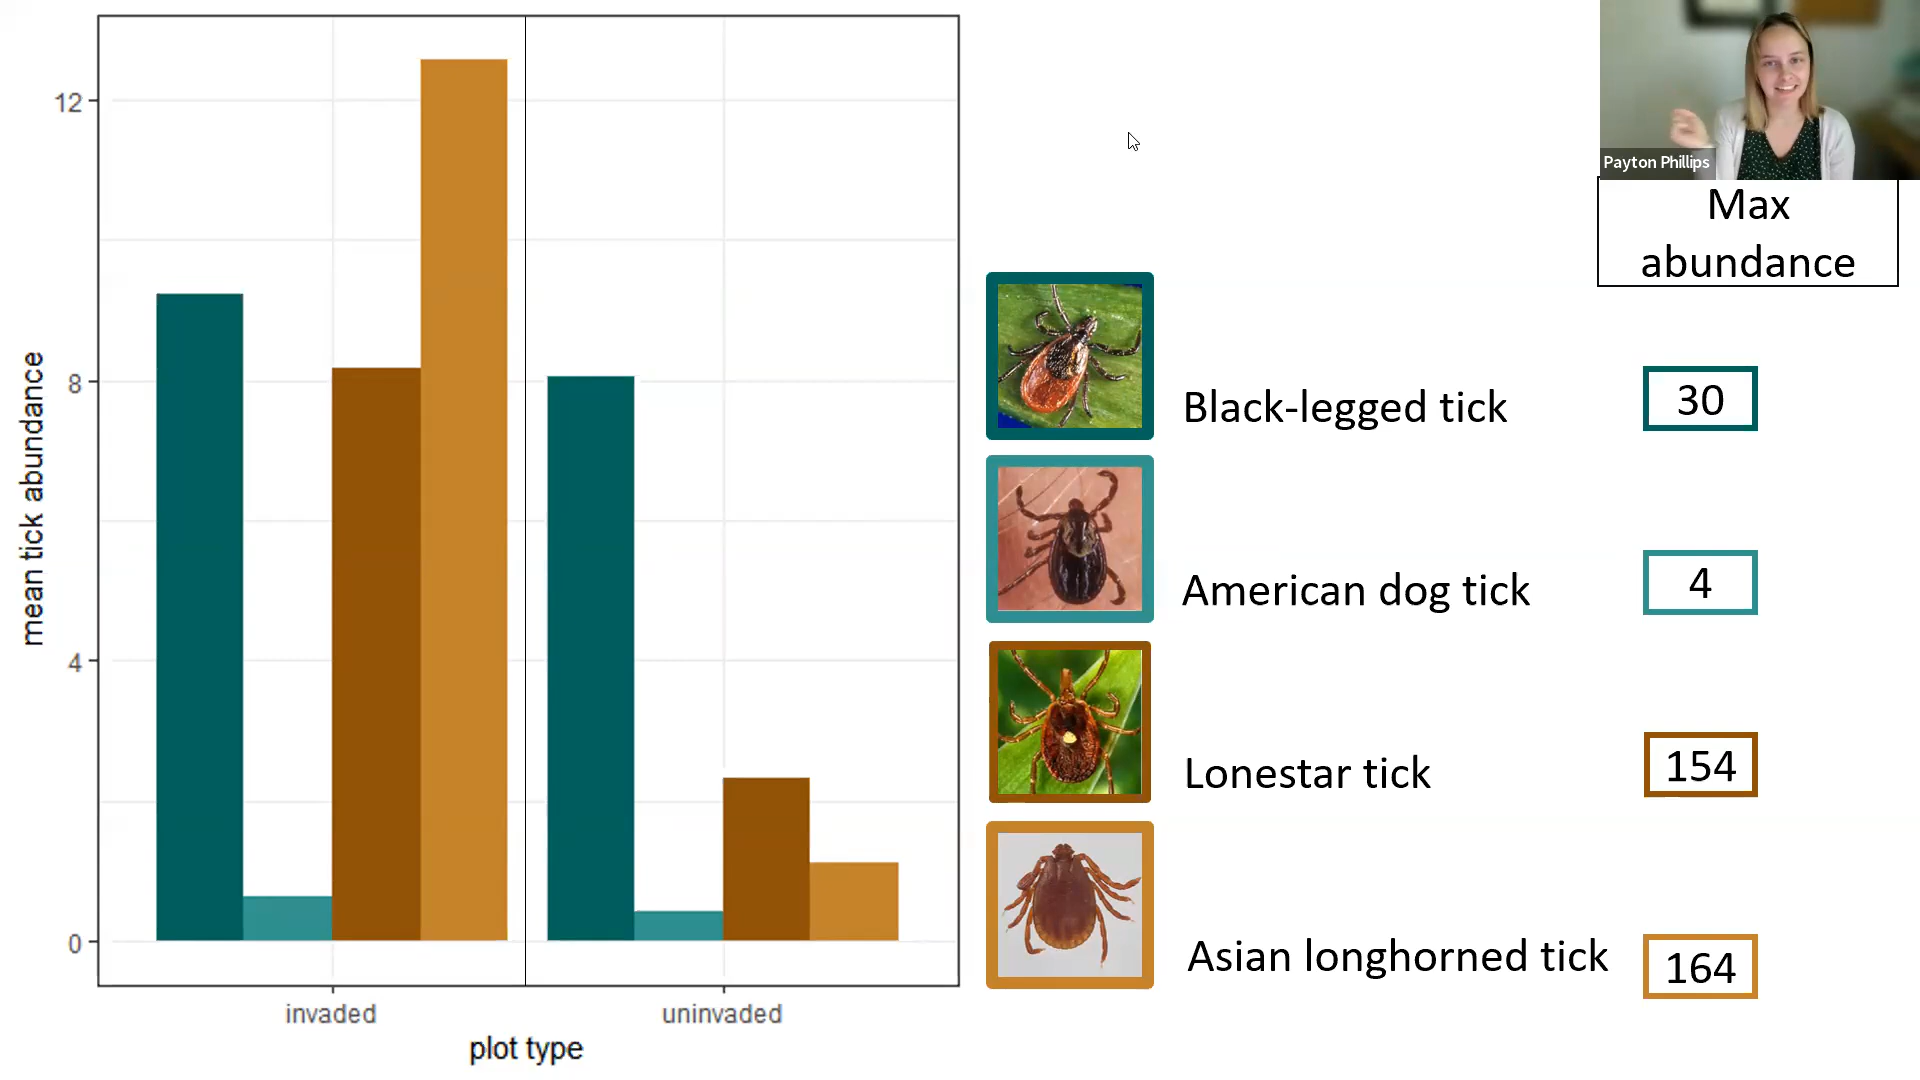 12
8
4
0
mean tick abundance
invaded
uninvaded
plot type
Payton Phillips
Max
abundance
Black-legged tick
30
American dog tick
4
Lonestar tick
154
Asian longhorned tick
164